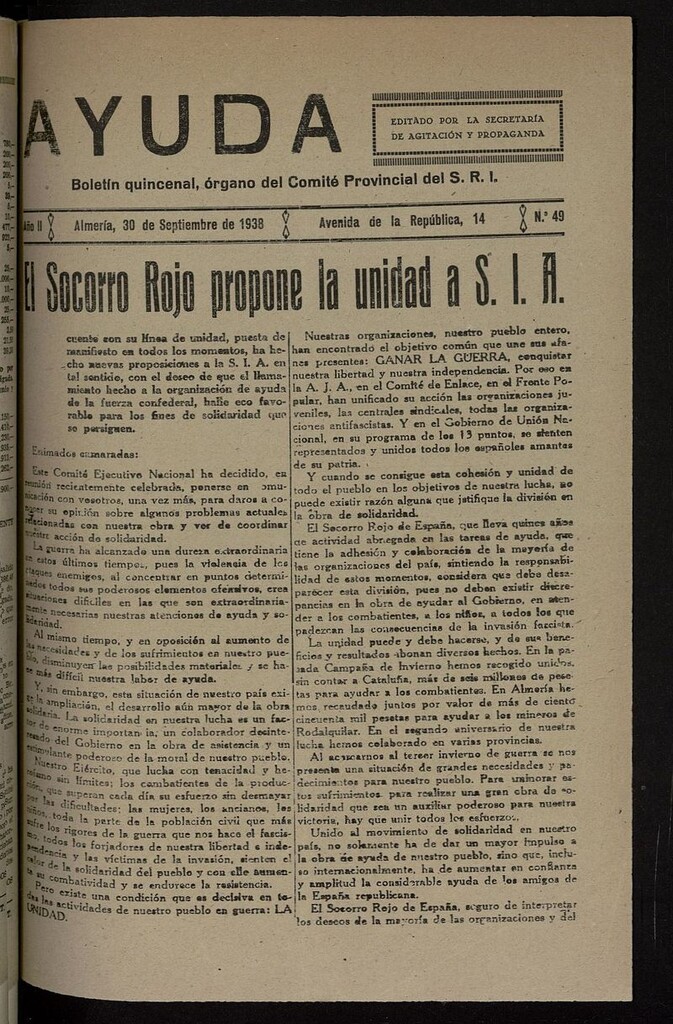 AYUDA
EDITADO POR LA SECRETARÍA
DE AGITACIÓN Y PROPAGANDA
Boletín quincenal, órgano del Comité Provincial del S. R. I.
Año II
Almería, 30 de Septiembre de 1938
Avenida de la República, 14
N.º 49
El Socorro Rojo propone la unidad a S. I. A.
cuente con su línea de unidad, puesta de
manifiesto en todos los momentos, ha he-
cho nuevas proposiciones a la S. I. A. en
tal sentido, con el deseo de que el llama-
miento hecho a la organización de ayuda
de la fuerza confederal, halle eco favo-
rable para los fines de solidaridad que
se persiguen.
Estimados camaradas:
Este Comité Ejecutivo Nacional ha decidido, en
reunión recientemente celebrada, ponerse en comu-
nicación con vosotros, una vez más, para daros a co-
nocer su opinión sobre algunos problemas actuales
relacionados con nuestra obra y ver de coordinar
nuestra acción de solidaridad.
La guerra ha alcanzado una dureza extraordinaria
en estos últimos tiempos, pues la violencia de los
ataques enemigos, al concentrar en puntos determi-
nados todos sus poderosos elementos ofensivos, crea
situaciones difíciles en las que son extraordinaria-
mente necesarias nuestras atenciones de ayuda y so-
lidaridad.
Al mismo tiempo, y en oposición al aumento de
las necesidades y de los sufrimientos en nuestro pue-
blo, disminuyen las posibilidades materiales y se ha-
ce más difícil nuestra labor de ayuda.
Y, sin embargo, esta situación de nuestro país exi-
ge la ampliación, el desarrollo aún mayor de la obra
solidaria. La solidaridad en nuestra lucha es un fac-
tor de enorme importancia, un colaborador desinte-
resado del Gobierno en la obra de asistencia y un
estimulante poderoso de la moral de nuestro pueblo.
Nuestro Ejército, que lucha con tenacidad y he-
roísmo sin límites; los combatientes de la produc-
ción, que superan cada día su esfuerzo sin desmayar
en las dificultades; las mujeres, los ancianos, los
niños, toda la parte de la población civil que más
sufre los rigores de la guerra que nos hace el fascis-
mo, todos los forjadores de nuestra libertad e inde-
pendencia y las víctimas de la invasión, sienten el
calor de la solidaridad del pueblo y con ella aumen-
ta su combatividad y se endurece la resistencia.
Pero existe una condición que es decisiva en to-
das las actividades de nuestro pueblo en guerra: LA
UNIDAD.
Nuestras organizaciones, nuestro pueblo entero,
han encontrado el objetivo común que une sus afa-
nes presentes: GANAR LA GUERRA, conquistar
nuestra libertad y nuestra independencia. Por eso en
la A. J. A., en el Comité de Enlace, en el Frente Po-
pular, han unificado su acción las organizaciones ju-
veniles, las centrales sindicales, todas las organiza-
ciones antifascistas. Y en el Gobierno de Unión Na-
cional, en su programa de los 13 puntos, se sienten
representados y unidos todos los españoles amantes
de su patria.
Y cuando se consigue esta cohesión y unidad de
todo el pueblo en los objetivos de nuestra lucha, no
puede existir razón alguna que justifique la división en
la obra de solidaridad.
El Socorro Rojo de España, que lleva quince años
de actividad abnegada en las tareas de ayuda, que
tiene la adhesión y colaboración de la mayoría de
las organizaciones del país, sintiendo la responsabi-
lidad de estos momentos, considera que debe desa-
parecer esta división, pues no deben existir discre-
pancias en la obra de ayudar al Gobierno, en aten-
der a los combatientes, a los niños, a todos los que
padezcan las consecuencias de la invasión fascista.
La unidad puede y debe hacerse, y de sus bene-
ficios y resultados abonan diversos hechos. En la pa-
sada Campaña de Invierno hemos recogido unidos,
sin contar a Cataluña, más de seis millones de pese-
tas para ayudar a los combatientes. En Almería he-
mos recaudado juntos por valor de más de ciento
cincuenta mil pesetas para ayudar a los mineros de
Rodalquilar. En el segundo aniversario de nuestra
lucha hemos colaborado en varias provincias.
Al acercarnos al tercer invierno de guerra se nos
presenta una situación de grandes necesidades y pa-
decimientos para nuestro pueblo. Para aminorar es-
tos sufrimientos, para realizar una gran obra de so-
lidaridad que sea un auxiliar poderoso para nuestra
victoria, hay que unir todos los esfuerzos.
Unido al movimiento de solidaridad en nuestro
país, no solamente ha de dar un mayor impulso a
la obra de ayuda de nuestro pueblo, sino que, inclu-
so internacionalmente, ha de aumentar en confianza
y amplitud la considerable ayuda de los amigos de
la España republicana.
El Socorro Rojo de España, seguro de interpretar
los deseos de la mayoría de las organizaciones y del